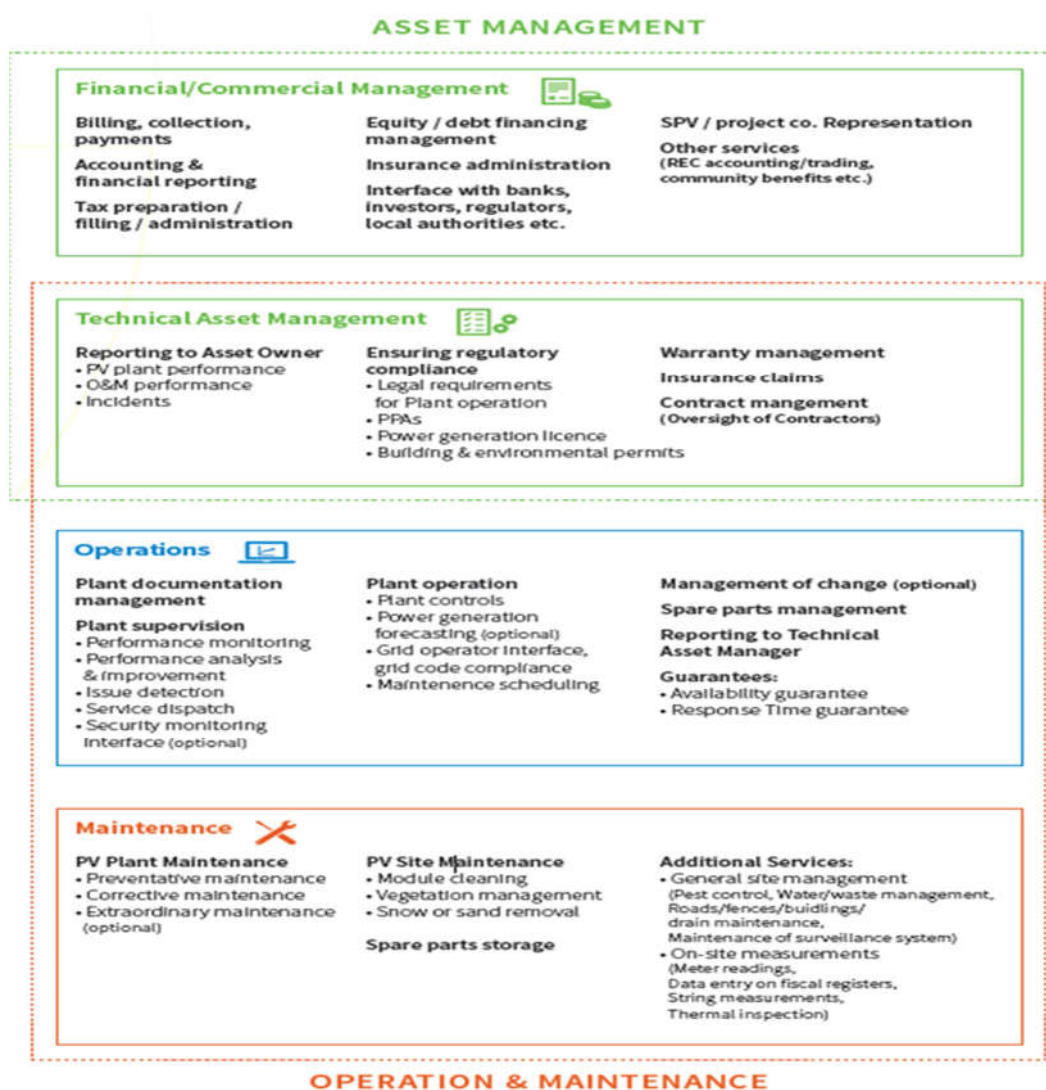 ASSET MANAGEMENT
Financial/Commercial Management
Billing, collection,
payments
Accounting &
financial reporting
Tax preparation /
filling / administration
Equity / debt financing
management
Insurance administration
Interface with banks,
investors, regulators,
local authorities etc.
SPV / project co. Representation
Other services
(REC accounting/trading,
community benefits etc.)
Technical Asset Management
Reporting to Asset Owner
• PV plant performance
• O&M performance
• Incidents
Ensuring regulatory
compliance
• Legal requirements
for Plant operation
• PPAs
• Power generation licence
• Building & environmental permits
Warranty management
Insurance claims
Contract mangement
(Oversight of Contractors)
Operations
Plant documentation
management
Plant supervision
• Performance monitoring
• Performance analysis
& improvement
• Issue detection
• Service dispatch
• Security monitoring
interface (optional)
Plant operation
• Plant controls
• Power generation
forecasting (optional)
• Grid operator interface,
grid code compliance
• Maintenence scheduling
Management of change (optional)
Spare parts management
Reporting to Technical
Asset Manager
Guarantees:
• Availability guarantee
• Response Time guarantee
Maintenance
PV Plant Maintenance
• Preventative maintenance
• Corrective maintenance
• Extraordinary maintenance
(optional)
PV Site Maintenance
• Module cleaning
• Vegetation management
• Snow or sand removal
Spare parts storage
Additional Services:
• General site management
(Pest control, Water/waste management,
Roads/fences/buidlings/
drain maintenance,
Maintenance of surveillance system)
• On-site measurements
(Meter readings,
Data entry on fiscal registers,
String measurements,
Thermal inspection)
OPERATION & MAINTENANCE